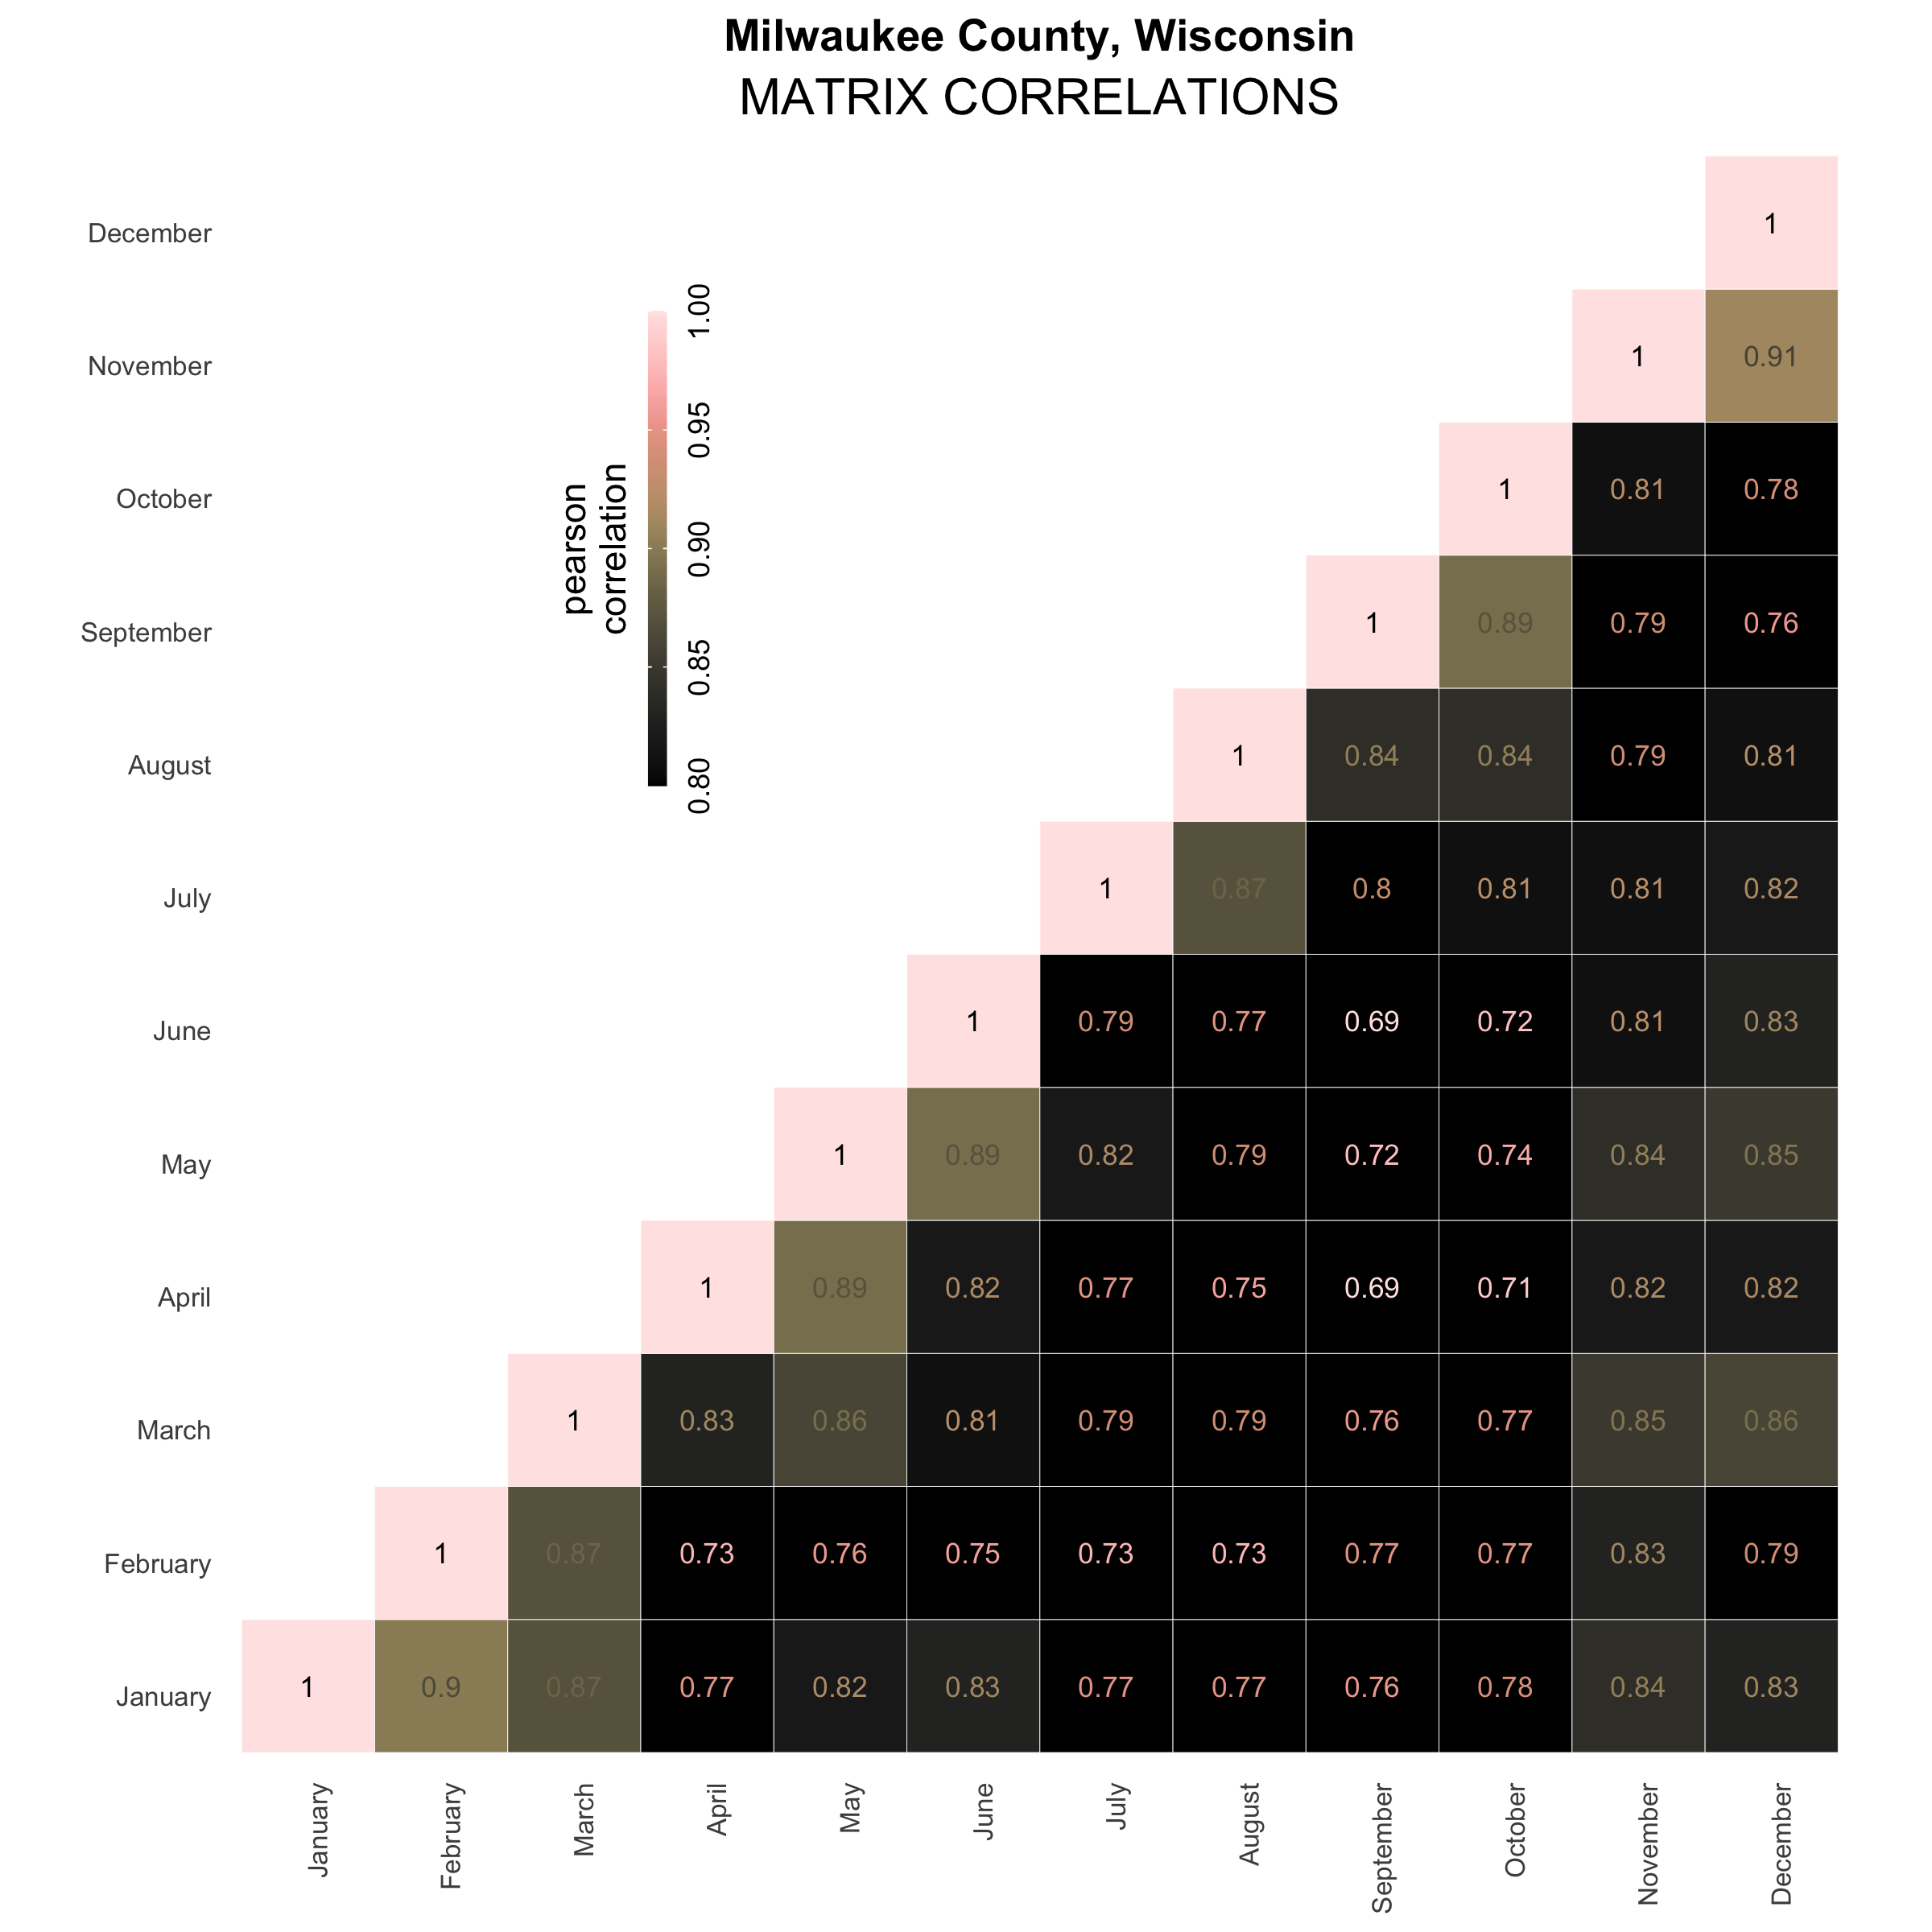 Milwaukee County, Wisconsin
MATRIX CORRELATIONS
pearson
correlation
1.00
0.95
0.90
0.85
0.80
December 1
November 1 0.91
October 1 0.81 0.78
September 1 0.89 0.79 0.76
August 1 0.84 0.84 0.79 0.81
July 1 0.87 0.8 0.81 0.81 0.82
June 1 0.79 0.77 0.69 0.72 0.81 0.83
May 1 0.89 0.82 0.79 0.72 0.74 0.84 0.85
April 1 0.89 0.82 0.77 0.75 0.69 0.71 0.82 0.82
March 1 0.83 0.86 0.81 0.79 0.79 0.76 0.77 0.85 0.86
February 1 0.87 0.73 0.76 0.75 0.73 0.73 0.77 0.77 0.83 0.79
January 1 0.9 0.87 0.77 0.82 0.83 0.77 0.77 0.76 0.78 0.84 0.83
January February March April May June July August September October November December